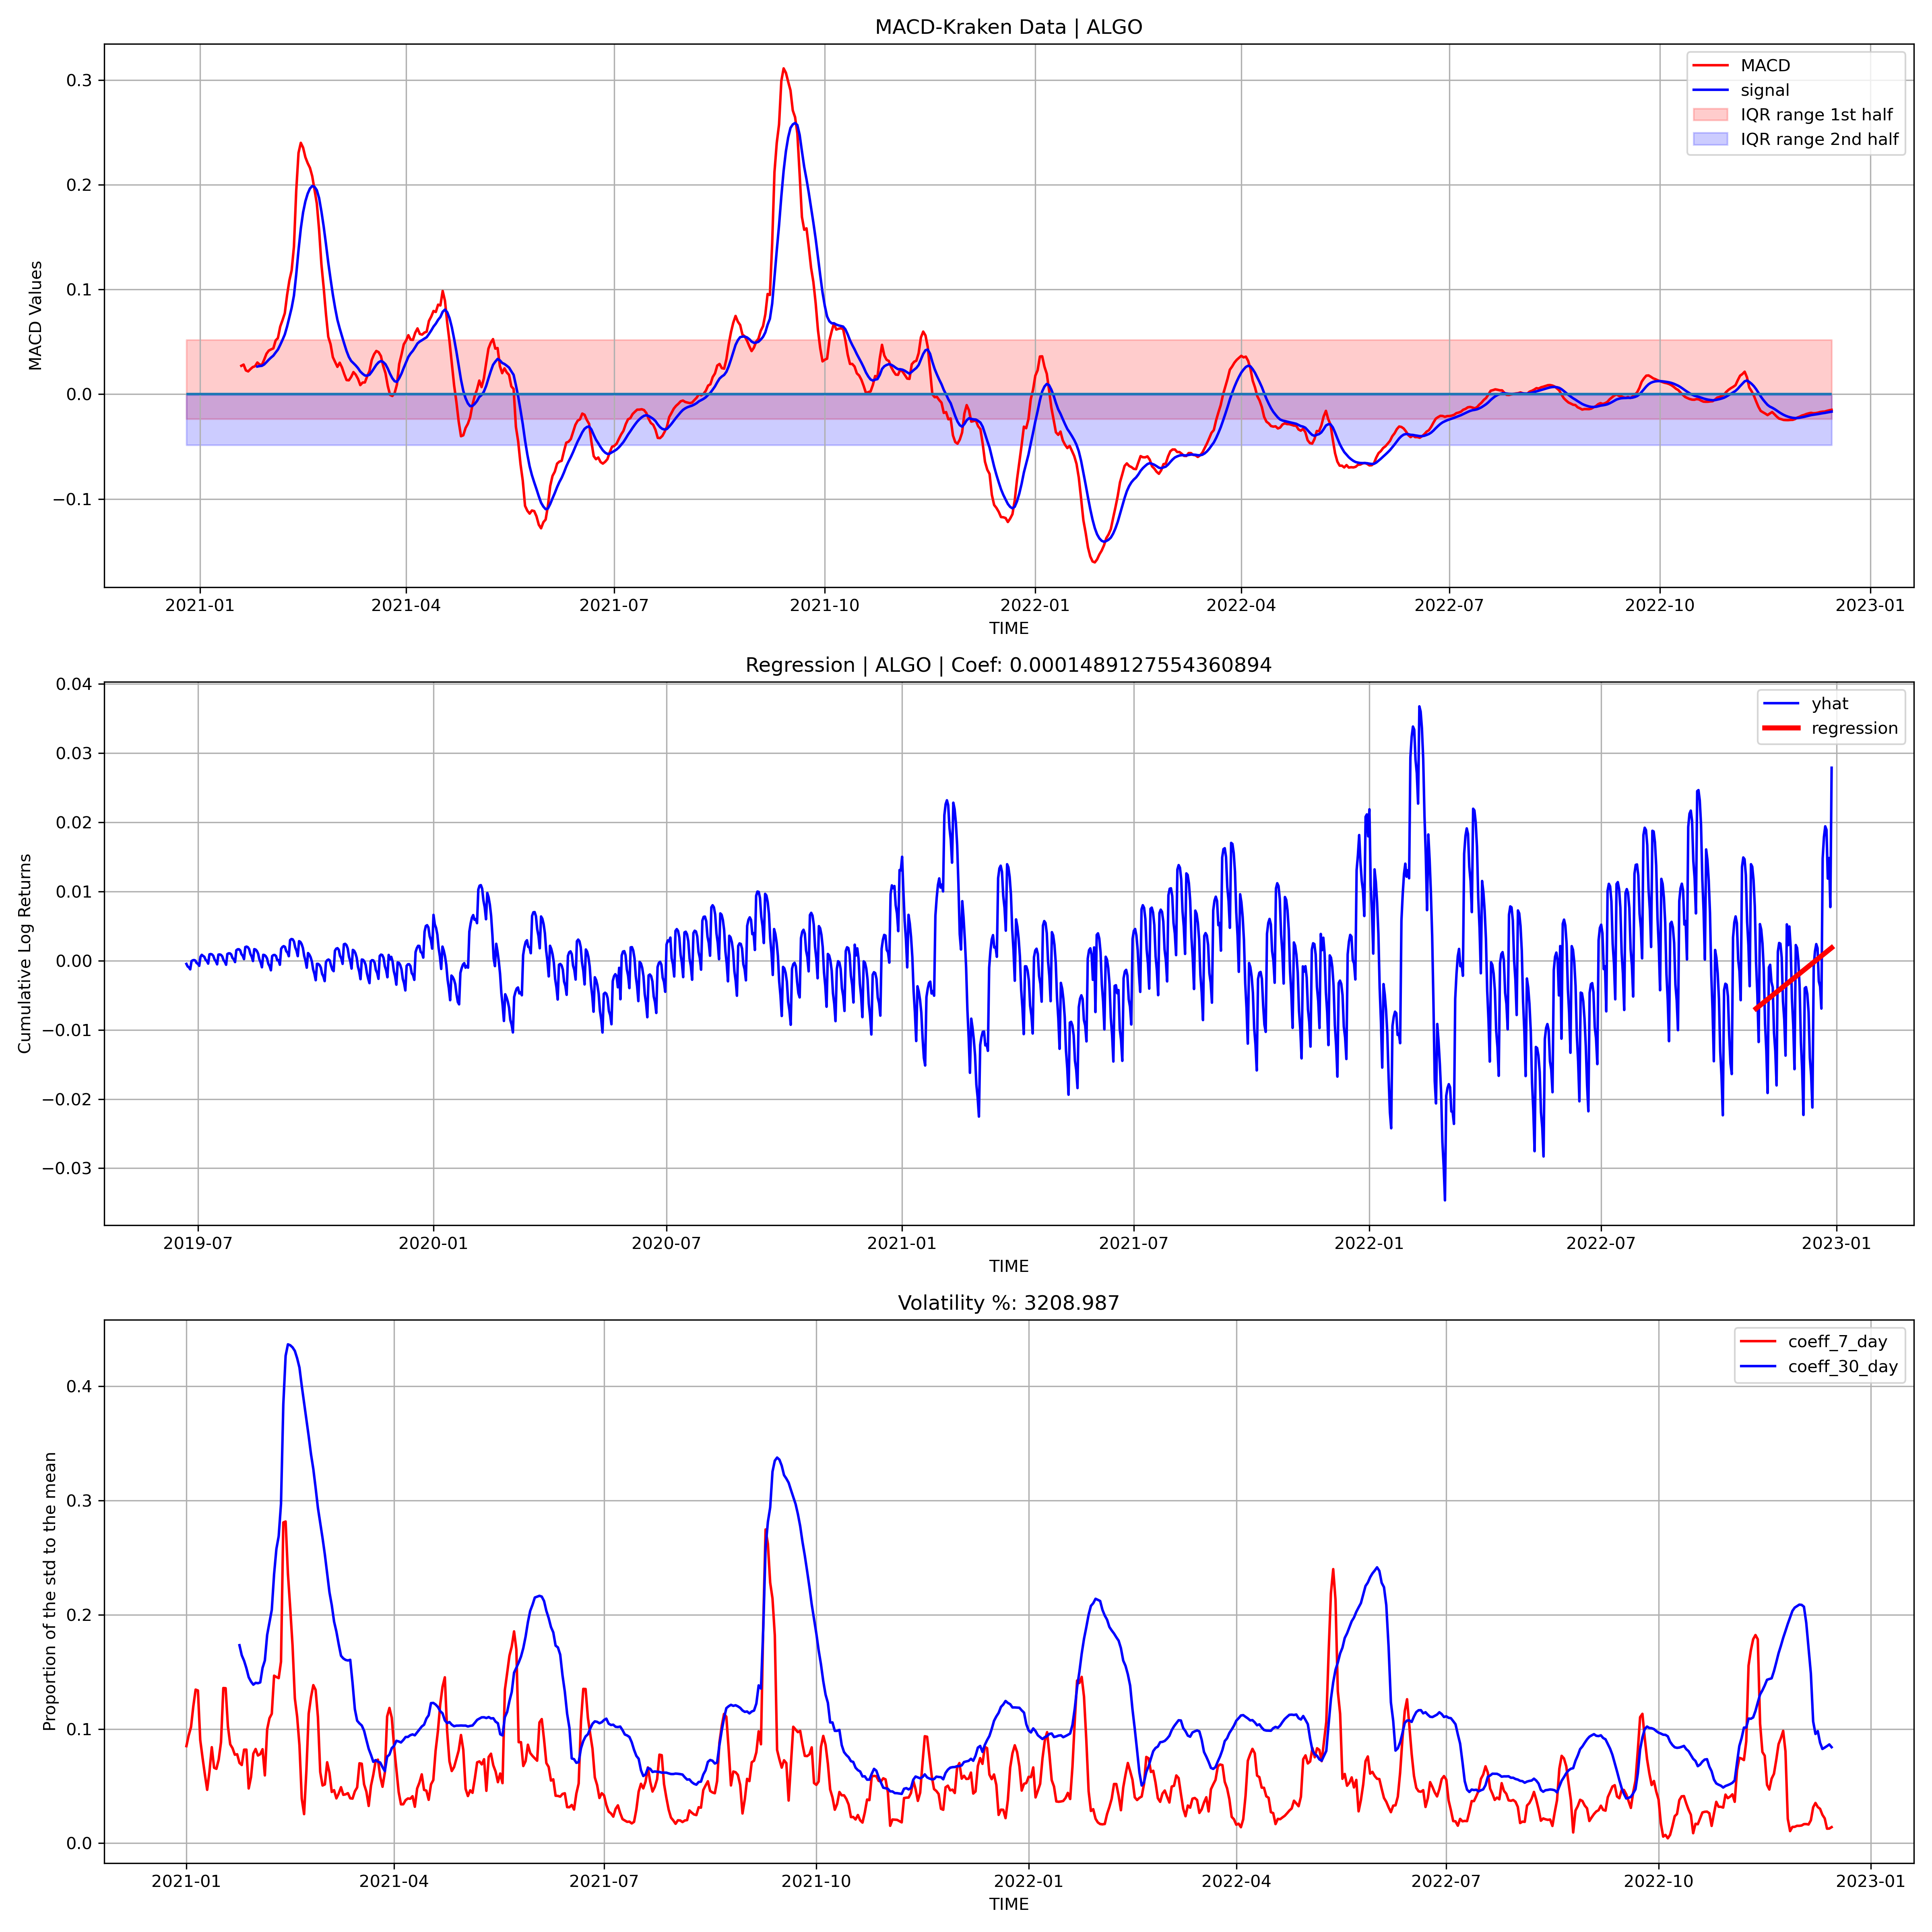 MACD-Kraken Data | ALGO
MACD
signal
IQR range 1st half
IQR range 2nd half
MACD Values
0.3
0.2
0.1
0.0
−0.1
2021-01 2021-04 2021-07 2021-10 2022-01 2022-04 2022-07 2022-10 2023-01
TIME
Regression | ALGO | Coef: 0.0001489127554360894
yhat
regression
Cumulative Log Returns
0.04
0.03
0.02
0.01
0.00
−0.01
−0.02
−0.03
2019-07 2020-01 2020-07 2021-01 2021-07 2022-01 2022-07 2023-01
TIME
Volatility %: 3208.987
coeff_7_day
coeff_30_day
Proportion of the std to the mean
0.4
0.3
0.2
0.1
0.0
2021-01 2021-04 2021-07 2021-10 2022-01 2022-04 2022-07 2022-10 2023-01
TIME